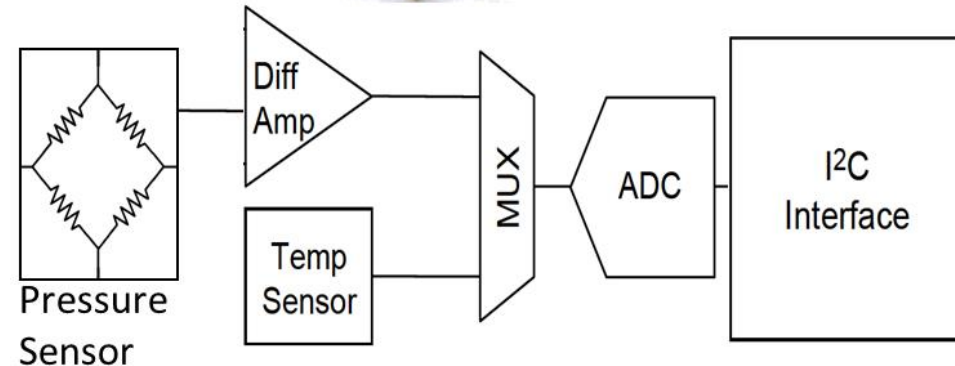 Diff
Amp
Temp
Sensor
Pressure
Sensor
MUX
ADC
I²C
Interface